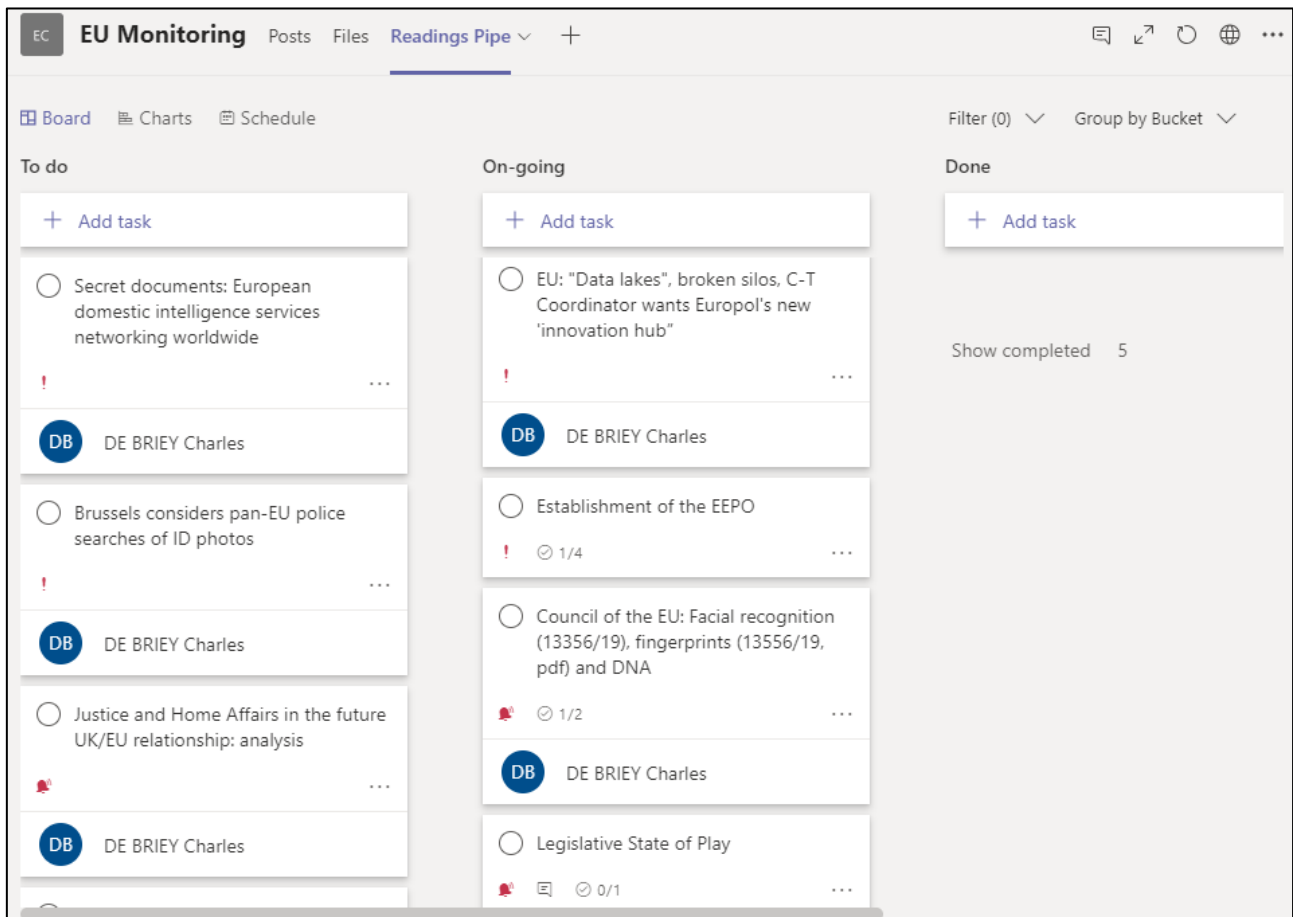 EC EU Monitoring Posts Files Readings Pipe
Board Charts Schedule Filter (0) Group by Bucket
To do
+ Add task
Secret documents: European
domestic intelligence services
networking worldwide
DB DE BRIEY Charles
Brussels considers pan-EU police
searches of ID photos
DB DE BRIEY Charles
Justice and Home Affairs in the future
UK/EU relationship: analysis
DB DE BRIEY Charles
On-going
+ Add task
EU: "Data lakes", broken silos, C-T
Coordinator wants Europol's new
'innovation hub"
DB DE BRIEY Charles
Establishment of the EEPO
1/4
Council of the EU: Facial recognition
(13356/19), fingerprints (13556/19,
pdf) and DNA
1/2
DB DE BRIEY Charles
Legislative State of Play
0/1
Done
+ Add task
Show completed 5